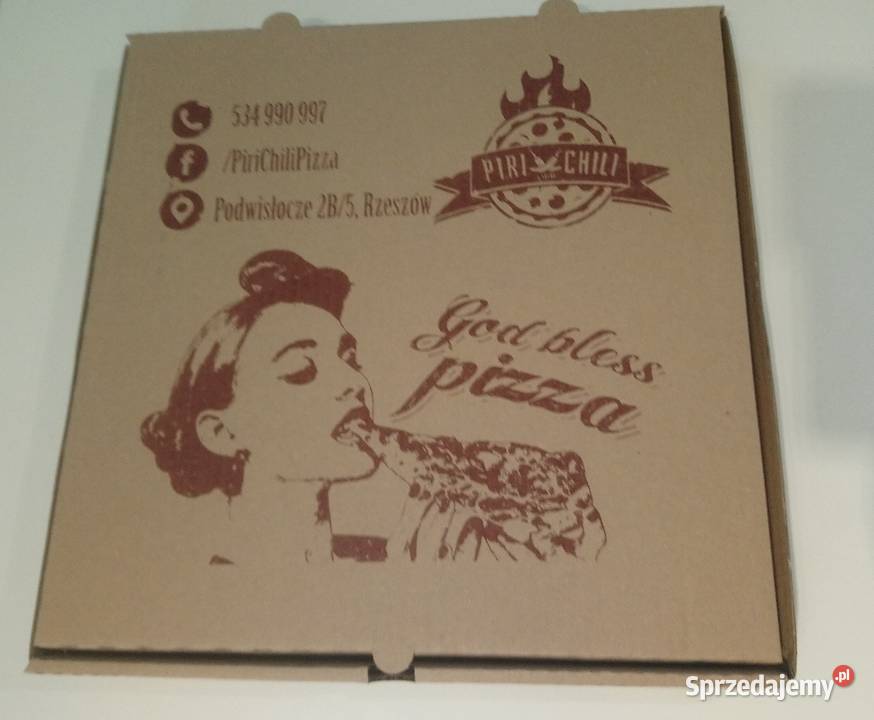 534 990 997
/PiriChiliPizza
Podwisłocze 2B/5, Rzeszów
PIRI CHILI
God bless
pizza
Sprzedajemy.pl